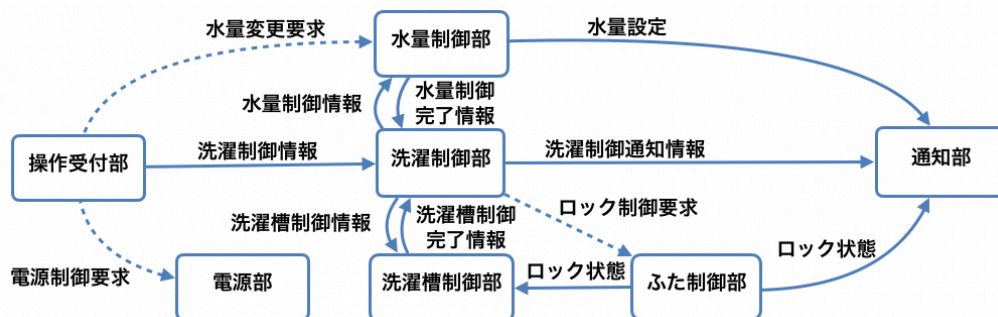 水量変更要求
水量制御部
水量設定
水量制御情報
水量制御
完了情報
操作受付部
洗濯制御情報
洗濯制御部
洗濯制御通知情報
通知部
洗濯槽制御情報
洗濯槽制御
完了情報
ロック制御要求
電源制御要求
電源部
洗濯槽制御部
ロック状態
ふた制御部
ロック状態